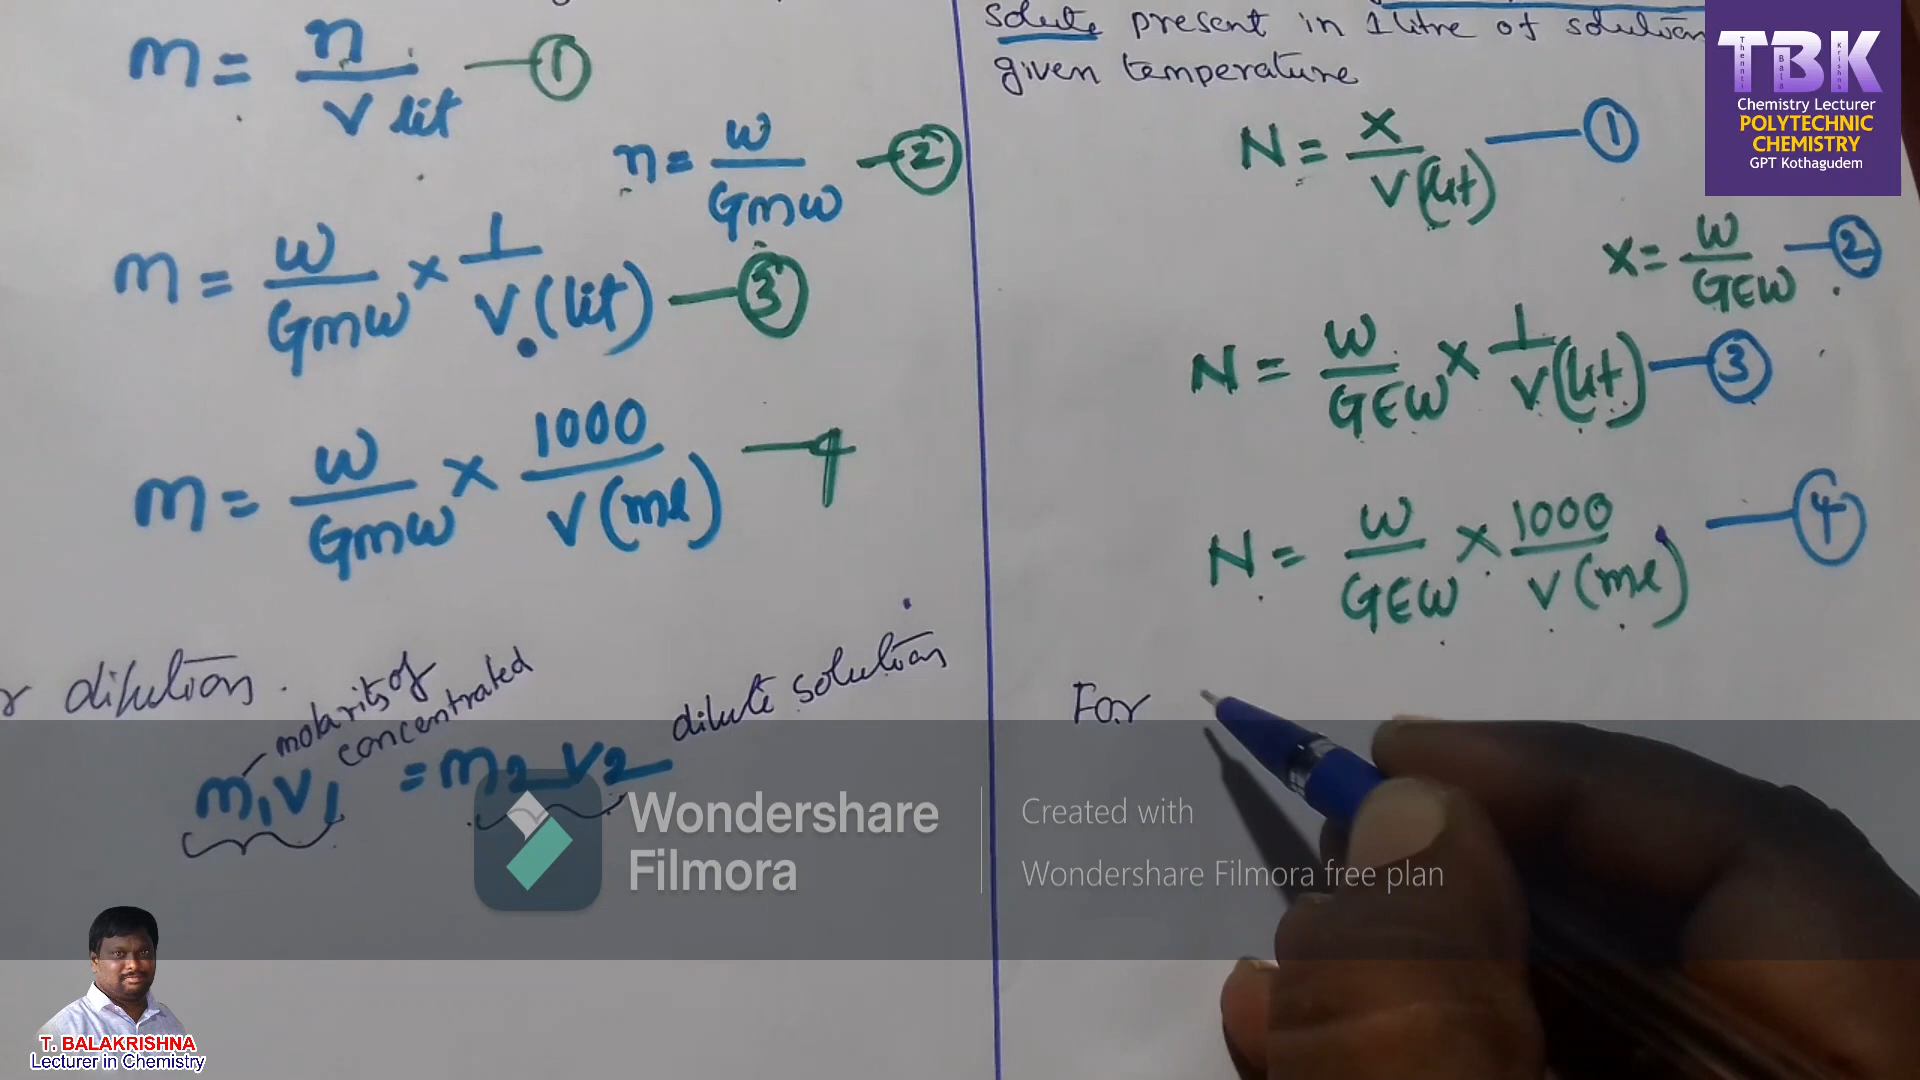 m = n / V lit — ①
n = w / GMW — ②
m = w / GMW × 1 / V (lit) — ③
m = w / GMW × 1000 / V (ml) — 4
dilution
molarity of
concentrated
dilute solution
m1V1 = m2V2
solute present in 1 litre of solution
given temperature
N = x / V (lit) — ①
x = w / GEW — ②
N = w / GEW × 1 / V (lit) — ③
N = w / GEW × 1000 / V (ml) — ④
For
TBK
Chemistry Lecturer
POLYTECHNIC
CHEMISTRY
GPT Kothagudem
Wondershare
Filmora
Created with
Wondershare Filmora free plan
T. BALAKRISHNA
Lecturer in Chemistry